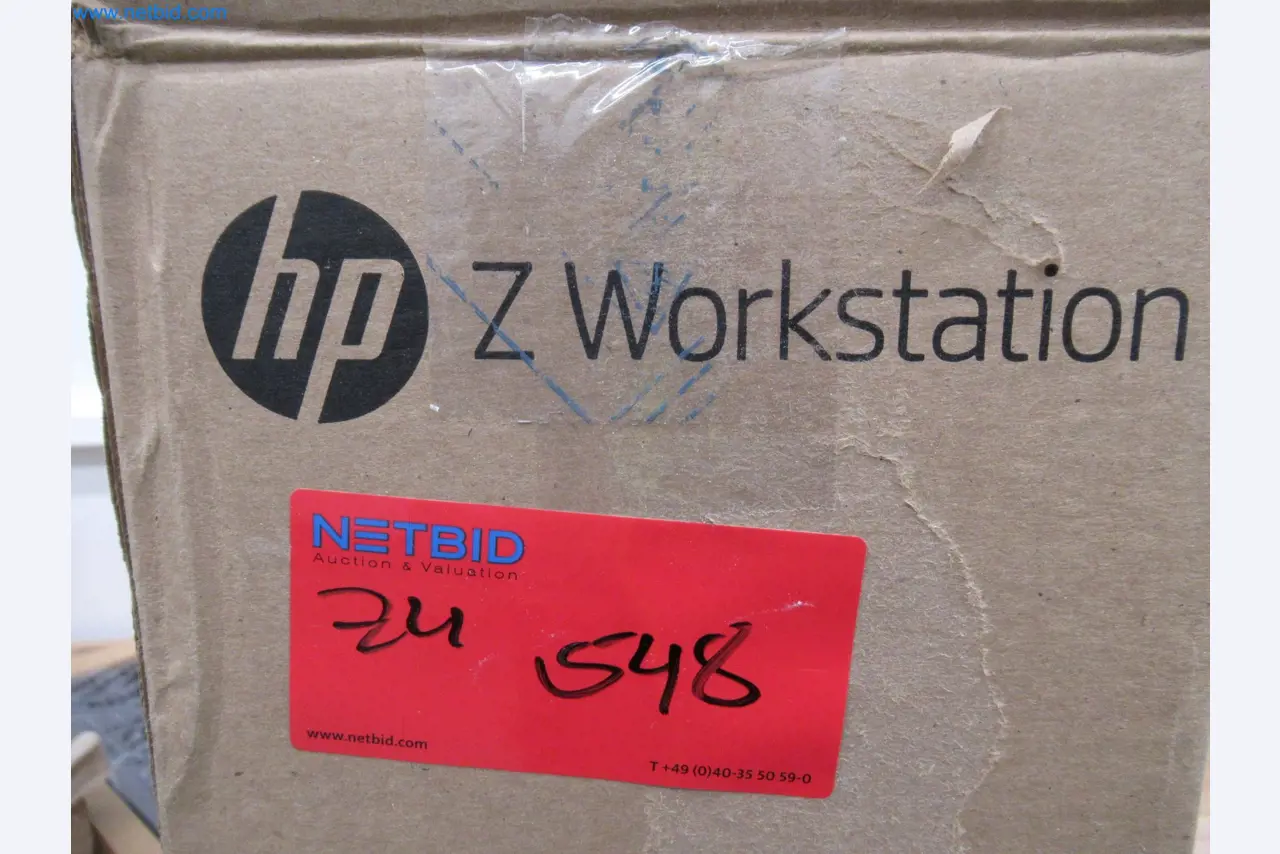 www.netbid.com
hp Z Workstation
NETBID
Auction & Valuation
zu 548
www.netbid.com
T +49 (0)40-35 50 59-0